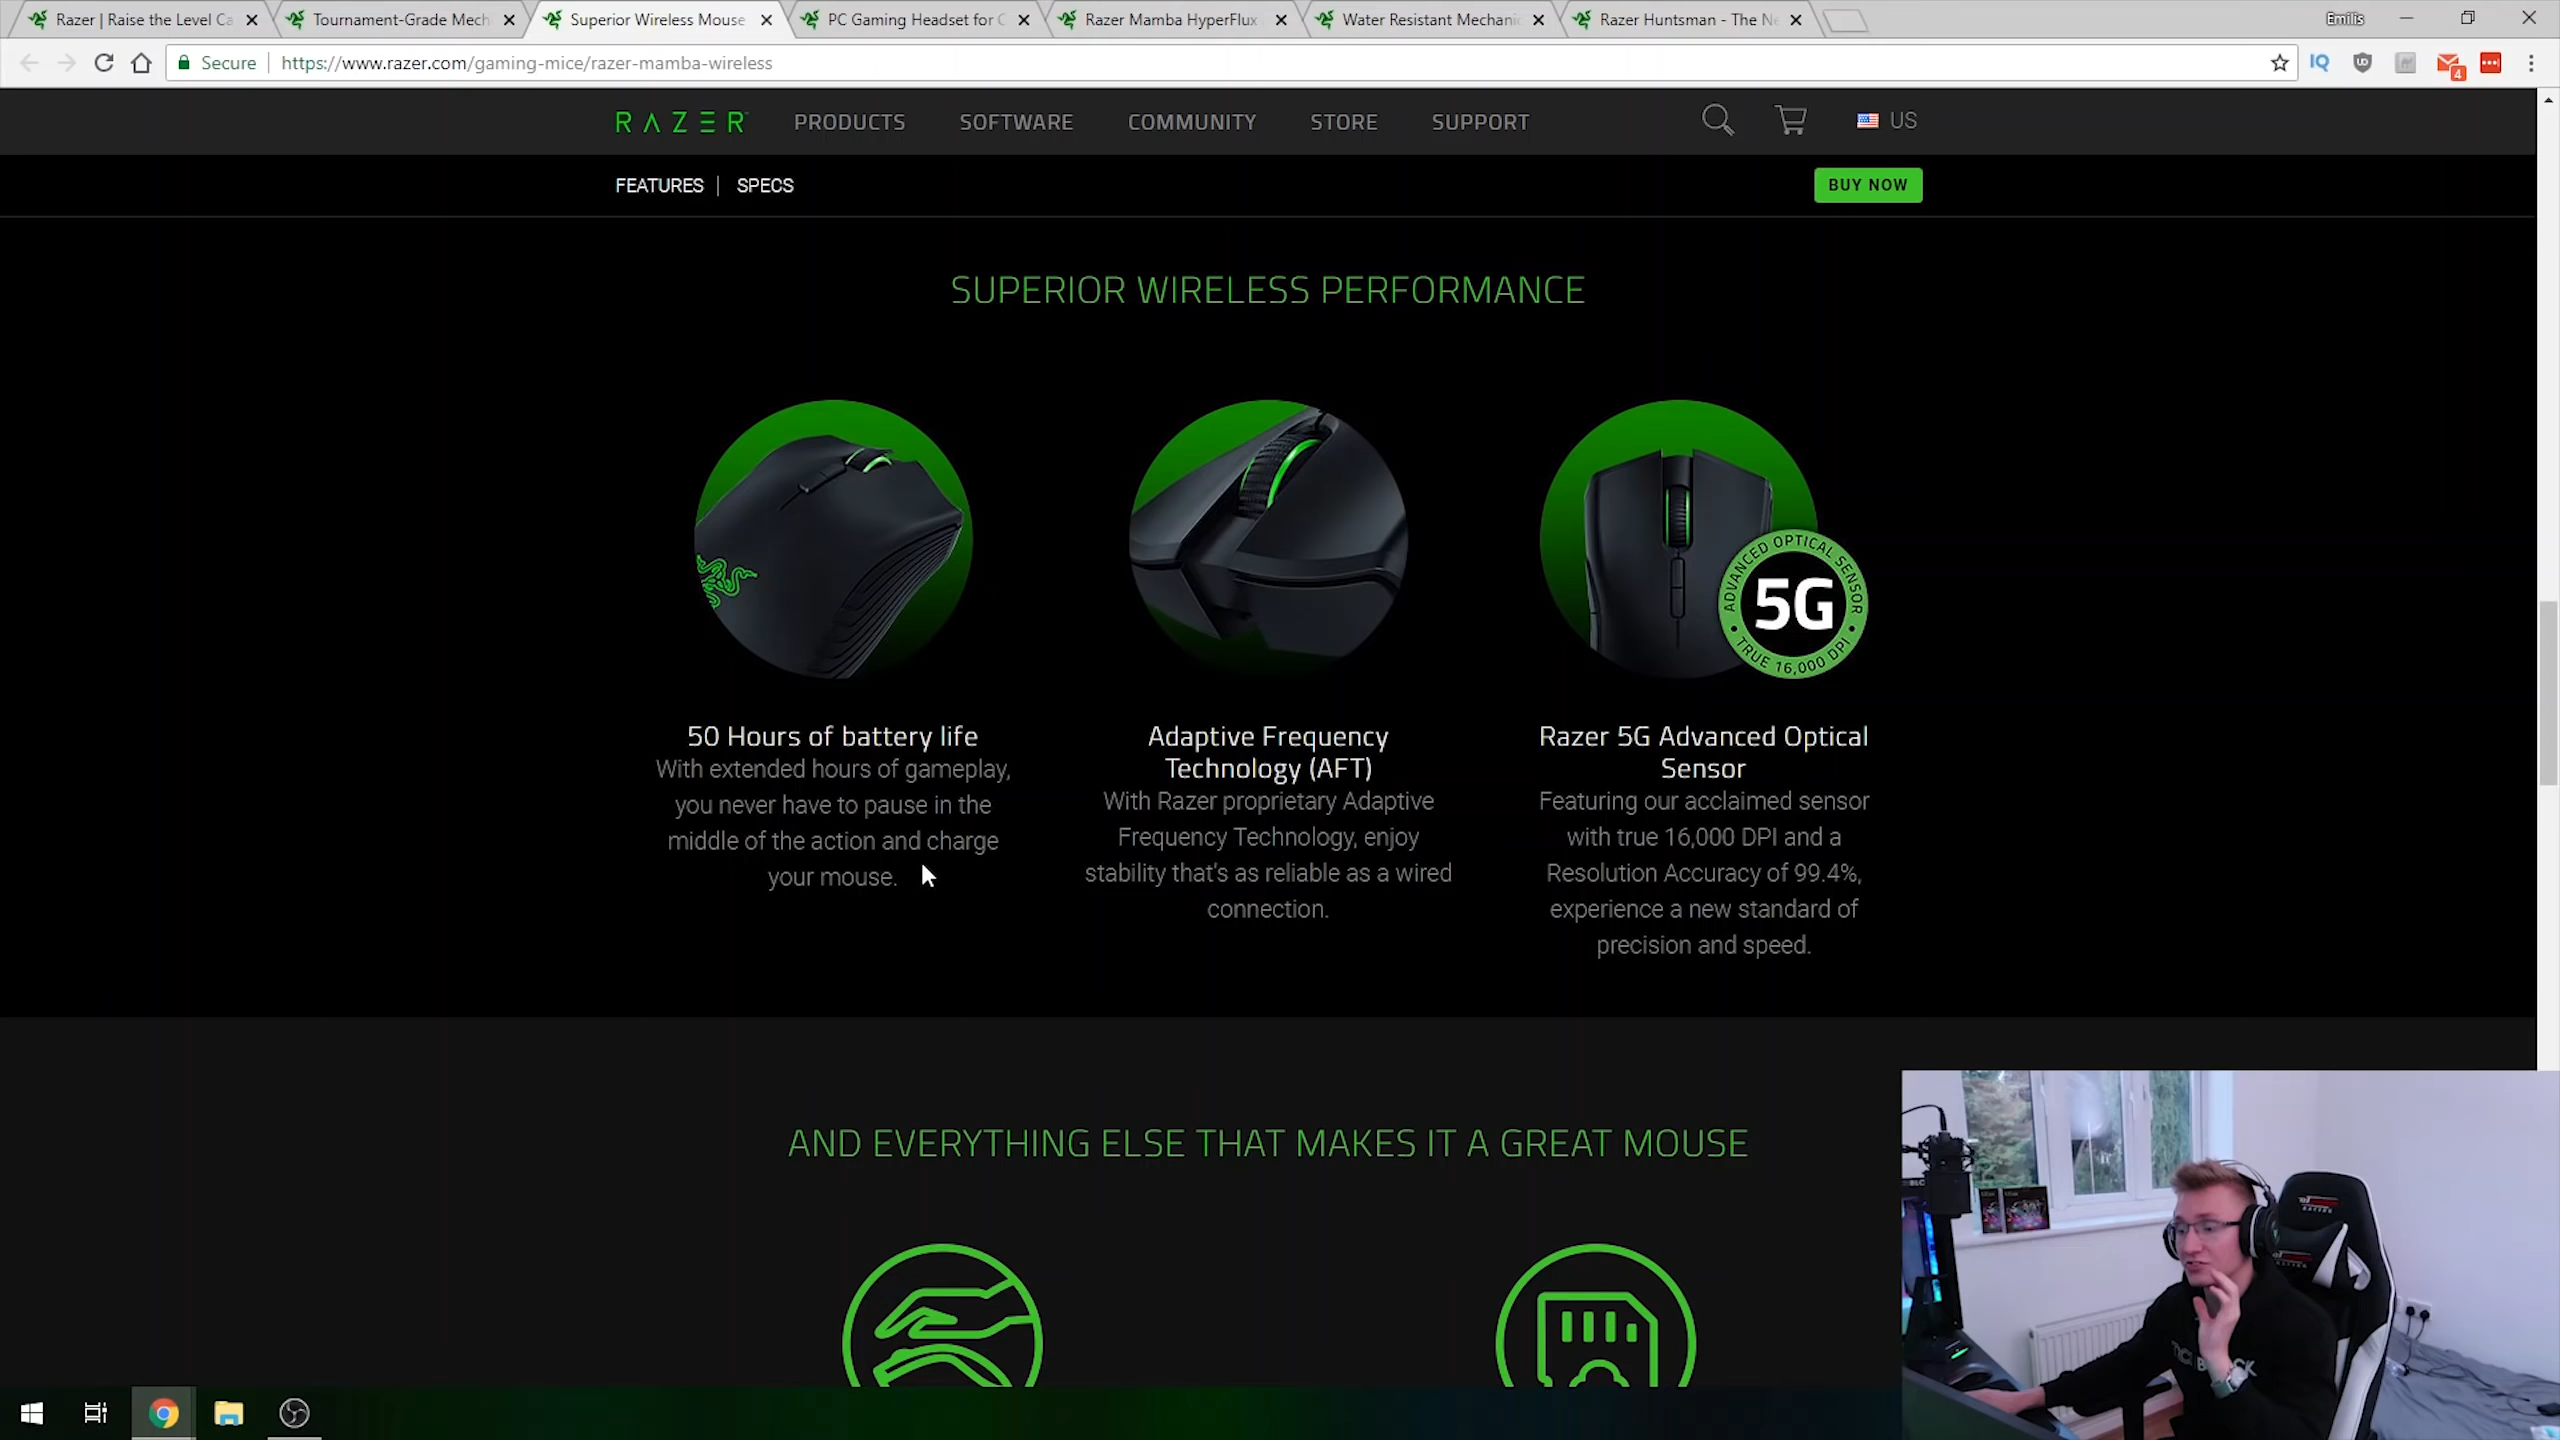 Razer | Raise the Level Ca
Tournament-Grade Mech
Superior Wireless Mouse
PC Gaming Headset for C
Razer Mamba HyperFlux
Water Resistant Mechani
Razer Huntsman - The Ne
Emilis
Secure
https://www.razer.com/gaming-mice/razer-mamba-wireless
IQ
4
RAZER
PRODUCTS
SOFTWARE
COMMUNITY
STORE
SUPPORT
US
FEATURES | SPECS
BUY NOW
SUPERIOR WIRELESS PERFORMANCE
ADVANCED OPTICAL SENSOR
5G
TRUE 16,000 DPI
50 Hours of battery life
With extended hours of gameplay,
you never have to pause in the
middle of the action and charge
your mouse.
Adaptive Frequency
Technology (AFT)
With Razer proprietary Adaptive
Frequency Technology, enjoy
stability that's as reliable as a wired
connection.
Razer 5G Advanced Optical
Sensor
Featuring our acclaimed sensor
with true 16,000 DPI and a
Resolution Accuracy of 99.4%,
experience a new standard of
precision and speed.
AND EVERYTHING ELSE THAT MAKES IT A GREAT MOUSE